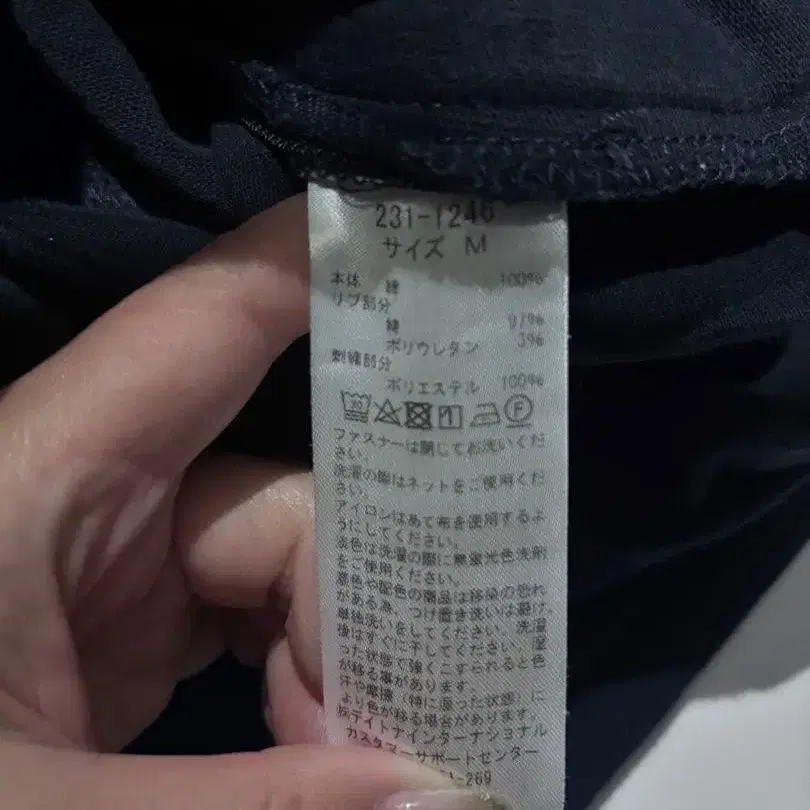 231-1246
サイズ M
本体 綿 100%
リブ部分
綿 97%
ポリウレタン 3%
刺繍部分
ポリエステル 100%
ファスナーは閉じてお洗いくだ
さい。
洗濯の際はネットをご使用くだ
さい。
アイロンはあて布を使用するよ
うにしてください。
淡色は洗濯の際に無蛍光色洗剤
をご使用ください。
濃色や配色の商品は移染の恐れ
がある為、つけ置き洗いは避け、
単独洗いをしてください。洗濯
後はすぐに干してください。湿
った状態で強くこすられると色
が移る事があります。
汗や摩擦（特に湿った状態）に
より色が移る場合があります。
㈱デイトナインターナショナル
カスタマーサポートセンター
-269